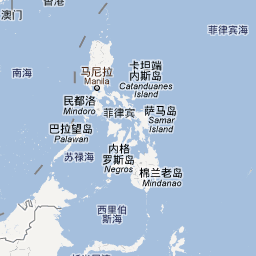 澳门
香港
菲律宾海
南海
马尼拉
Manila
卡坦端
内斯岛
Catanduanes
Island
民都洛
Mindoro
菲律宾
萨马岛
Samar
Island
巴拉望岛
Palawan
内格
罗斯岛
Negros
苏禄海
棉兰老岛
Mindanao
西里伯
斯海